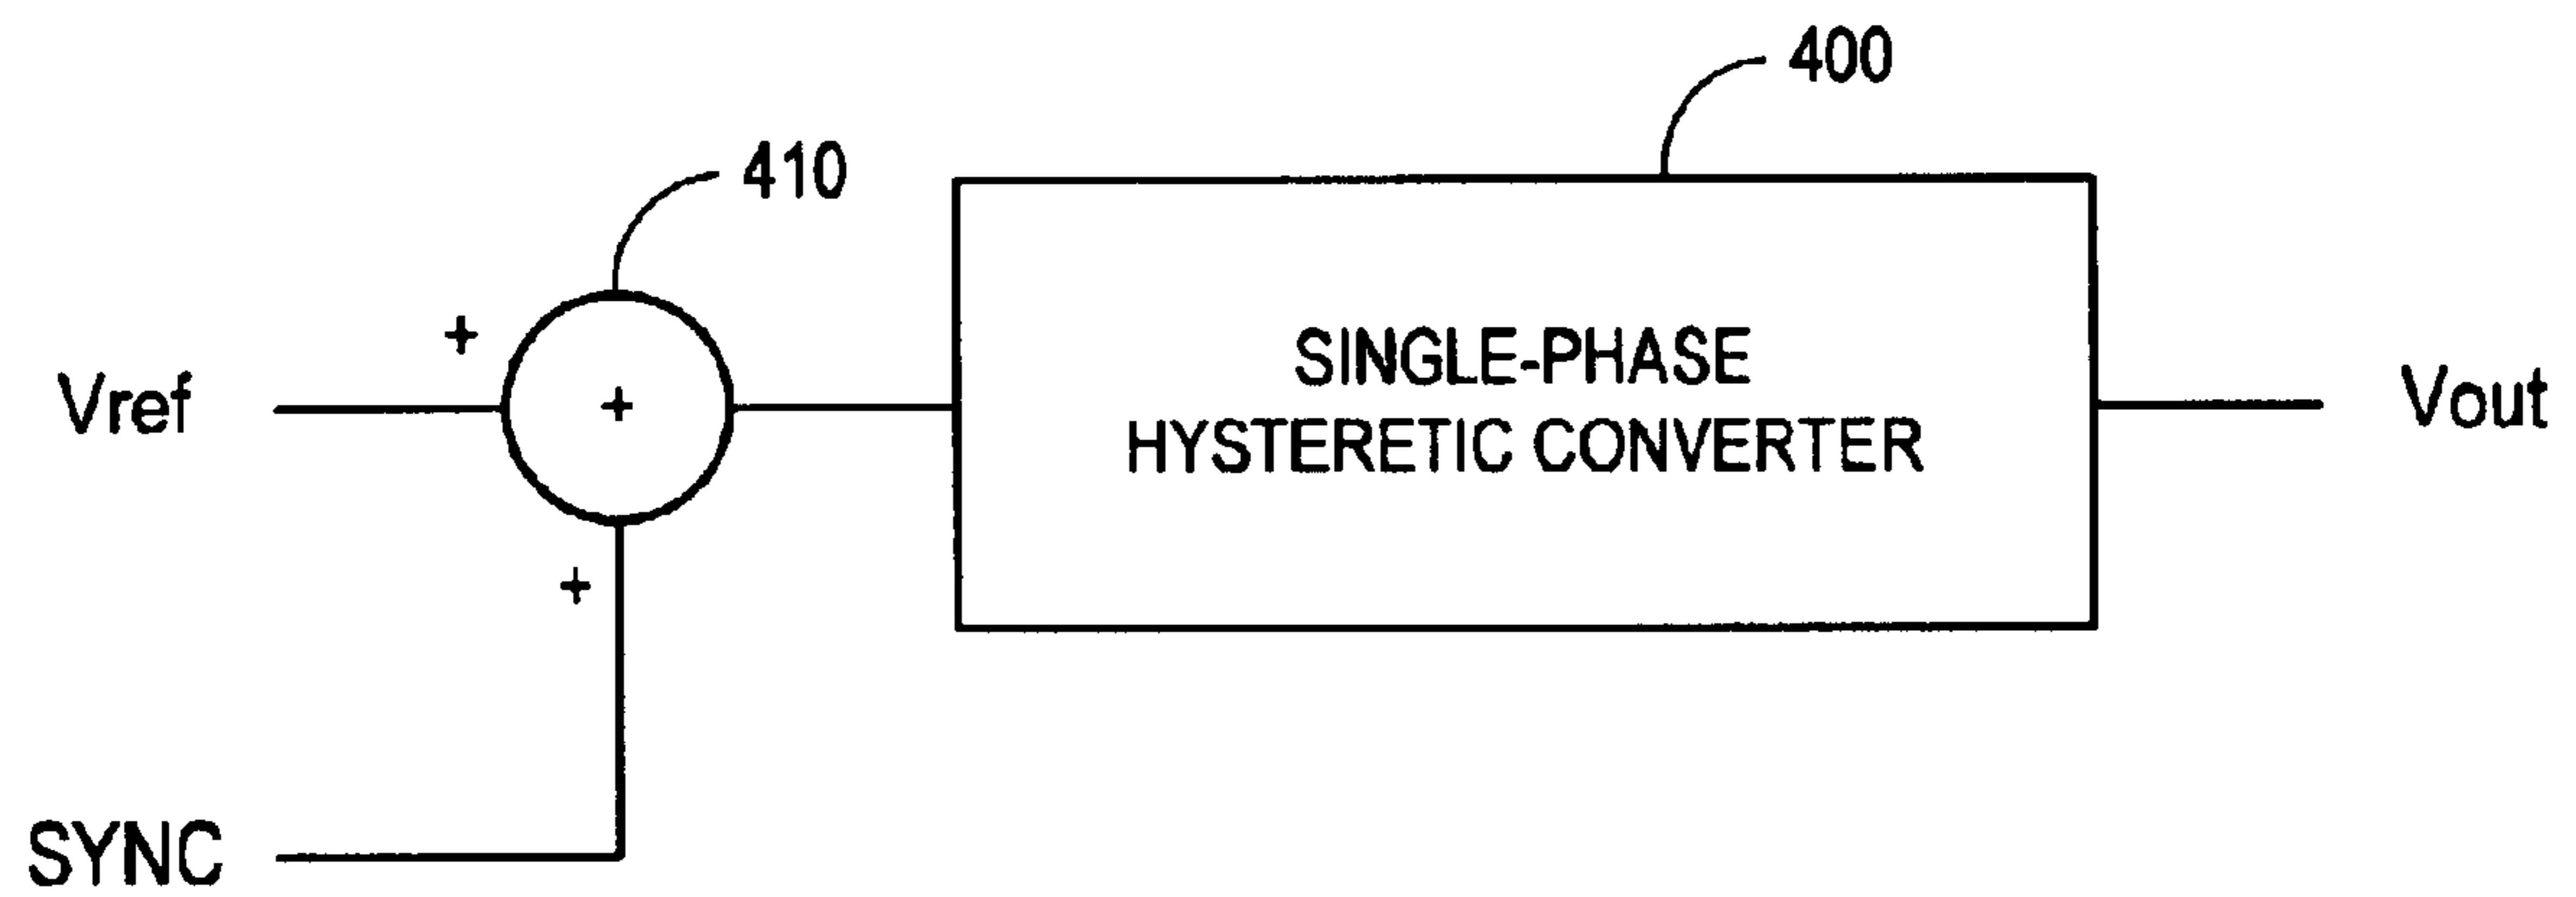 400
410
+
Vref
+
SINGLE-PHASE
HYSTERETIC CONVERTER
Vout
+
SYNC